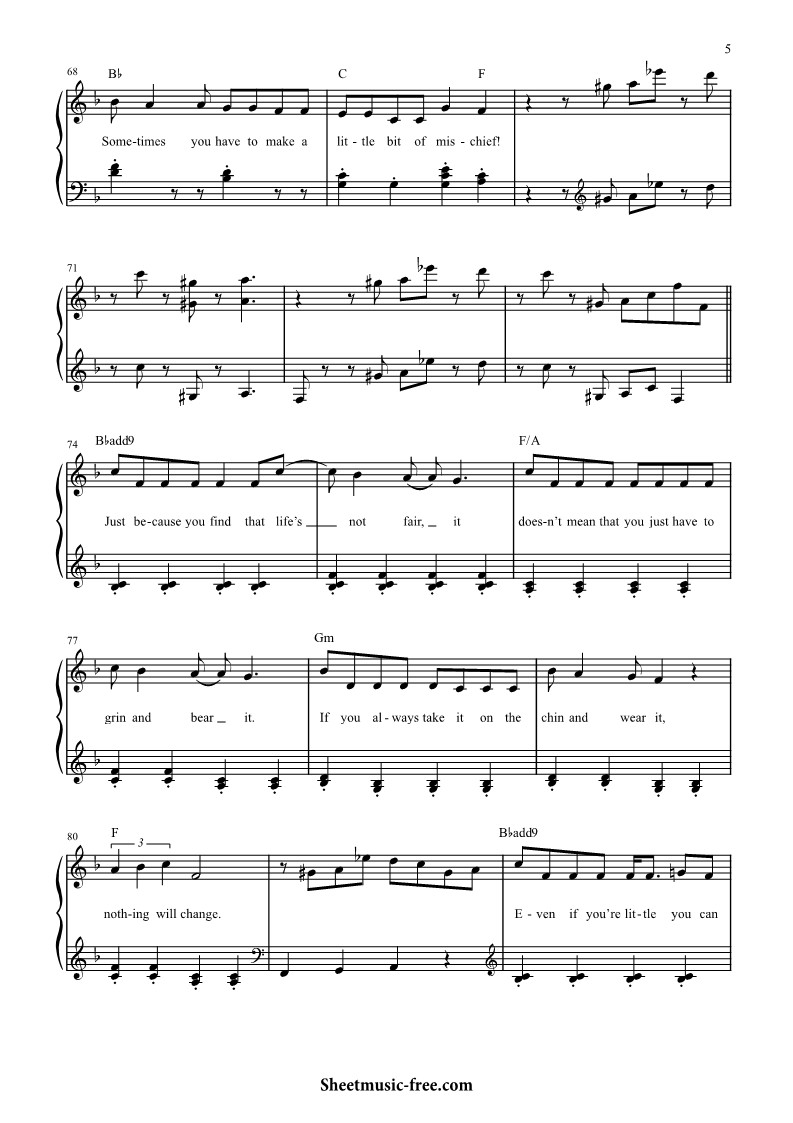 5
68 B♭ C F
Some-times you have to make a lit - tle bit of mis - chief!
71
74 B♭add9 F/A
Just be-cause you find that life's not fair, it does-n't mean that you just have to
77 Gm
grin and bear it. If you al-ways take it on the chin and wear it,
80 F 3 B♭add9
noth-ing will change. E - ven if you're lit-tle you can
Sheetmusic-free.com